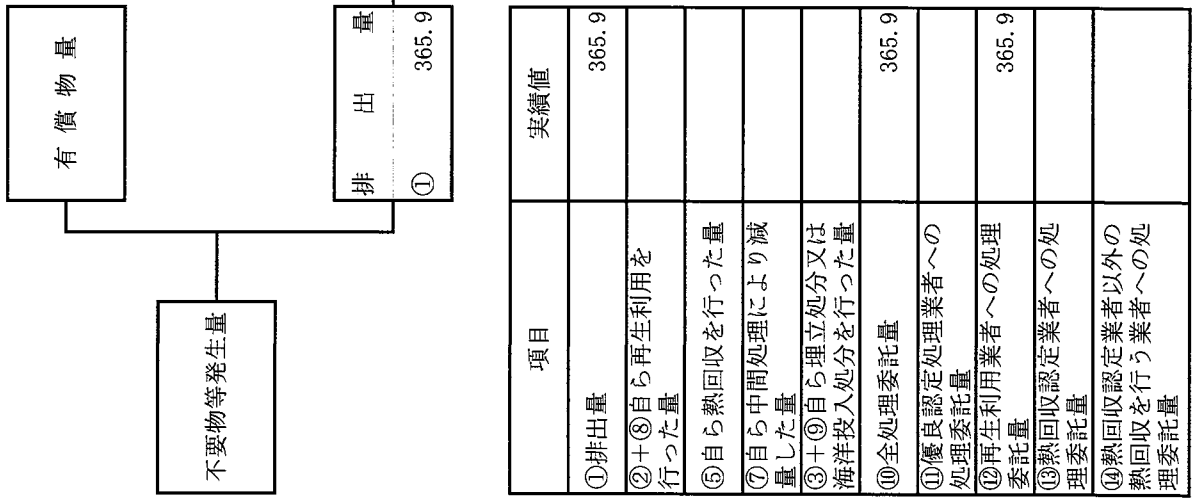 有償物量
不要物等発生量
排出量
① 365.9
項目 実績値
①排出量 365.9
②+⑧自ら再生利用を
行った量
⑤自ら熱回収を行った量
⑦自ら中間処理により減
量した量
③+⑨自ら埋立処分又は
海洋投入処分を行った量
⑩全処理委託量 365.9
⑪優良認定処理業者への
処理委託量
⑫再生利用業者への処理
委託量 365.9
⑬熱回収認定業者への処
理委託量
⑭熱回収認定業者以外の
熱回収を行う業者への処
理委託量